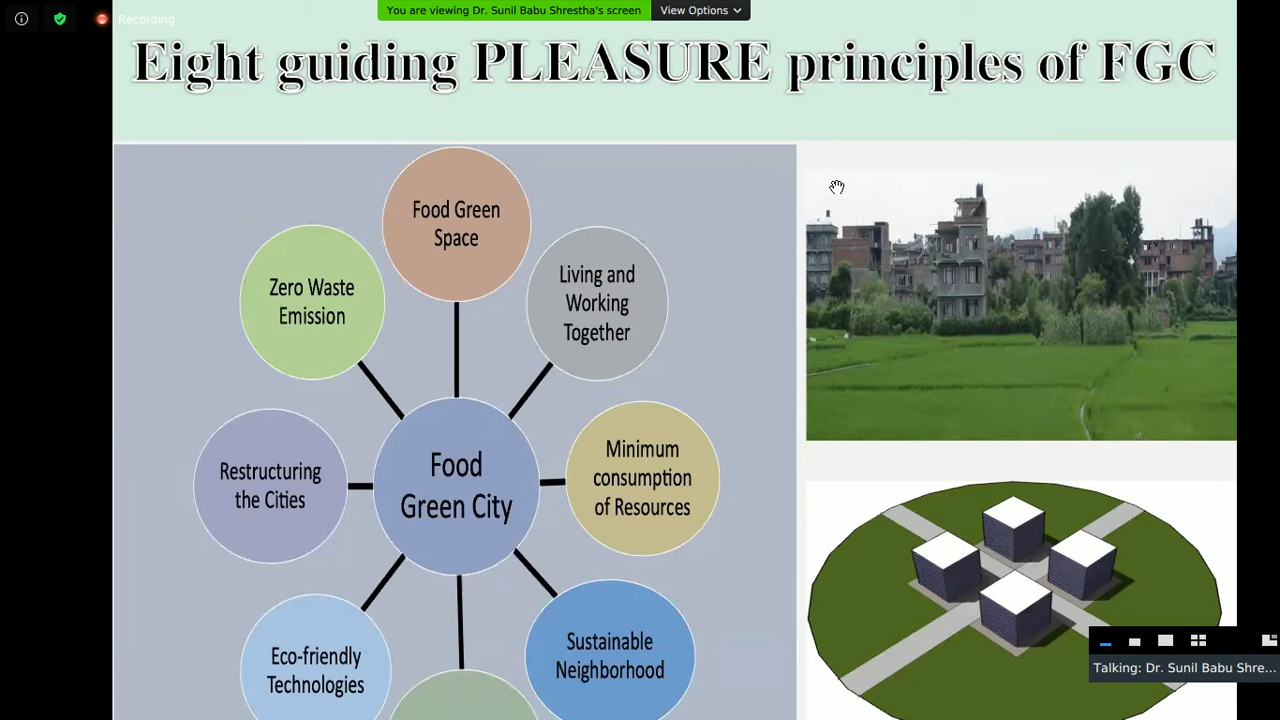 Recording
You are viewing Dr. Sunil Babu Shrestha's screen
View Options
Eight guiding PLEASURE principles of FGC
Food Green
Space
Living and
Working
Together
Minimum
consumption
of Resources
Sustainable
Neighborhood
Eco-friendly
Technologies
Restructuring
the Cities
Zero Waste
Emission
Food
Green City
Talking: Dr. Sunil Babu Shre...